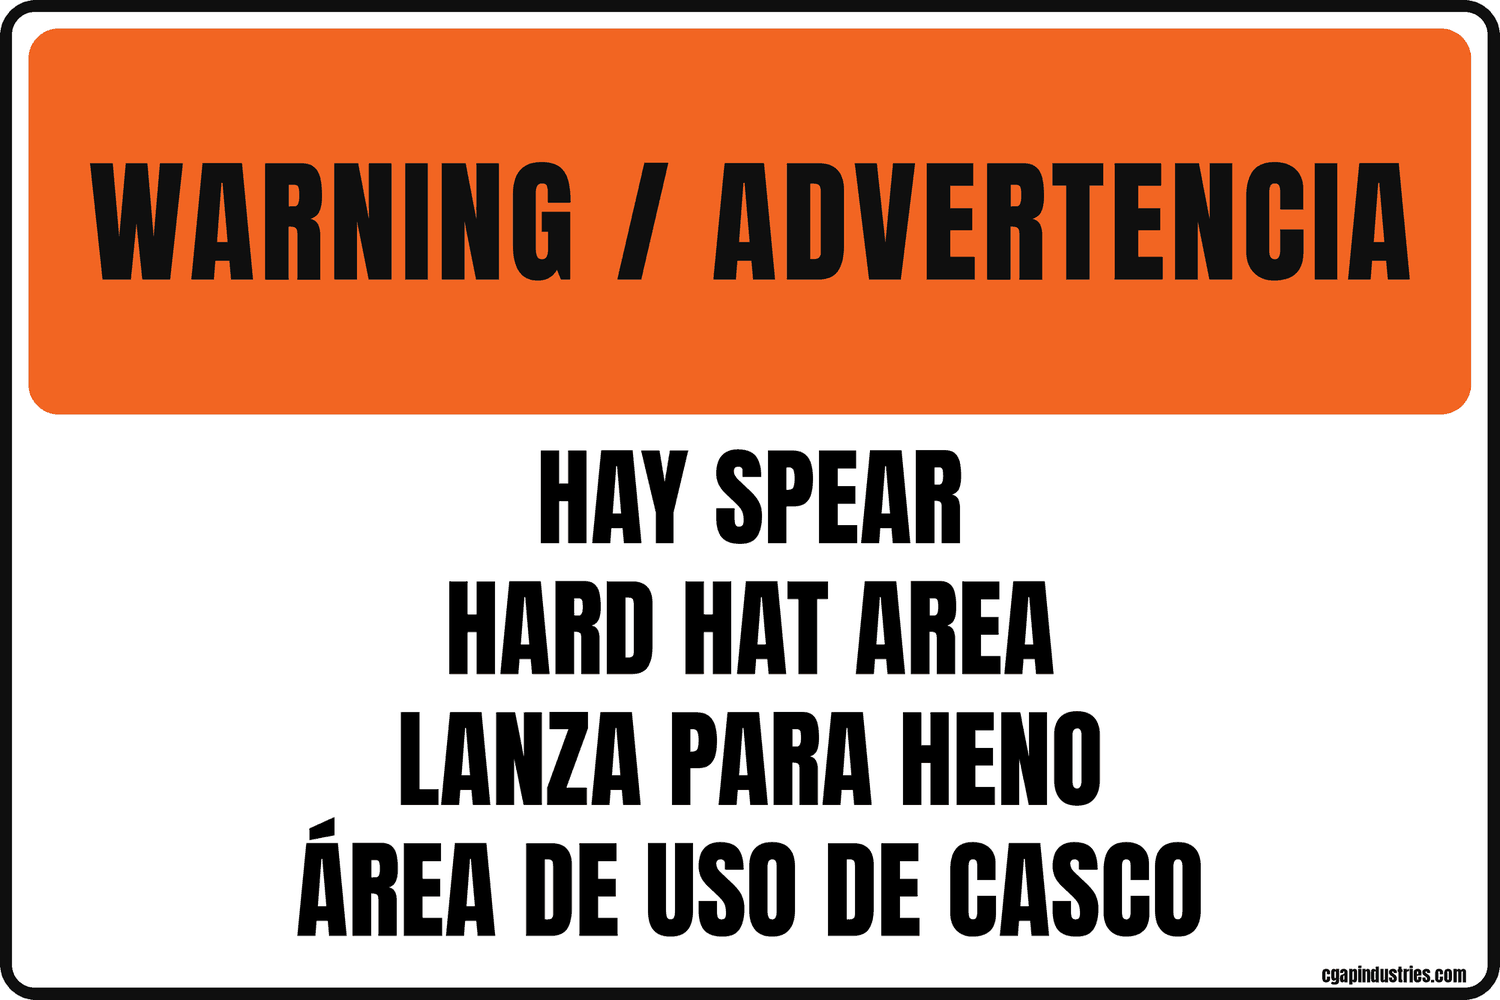 WARNING / ADVERTENCIA
HAY SPEAR
HARD HAT AREA
LANZA PARA HENO
ÁREA DE USO DE CASCO
cgapindustries.com